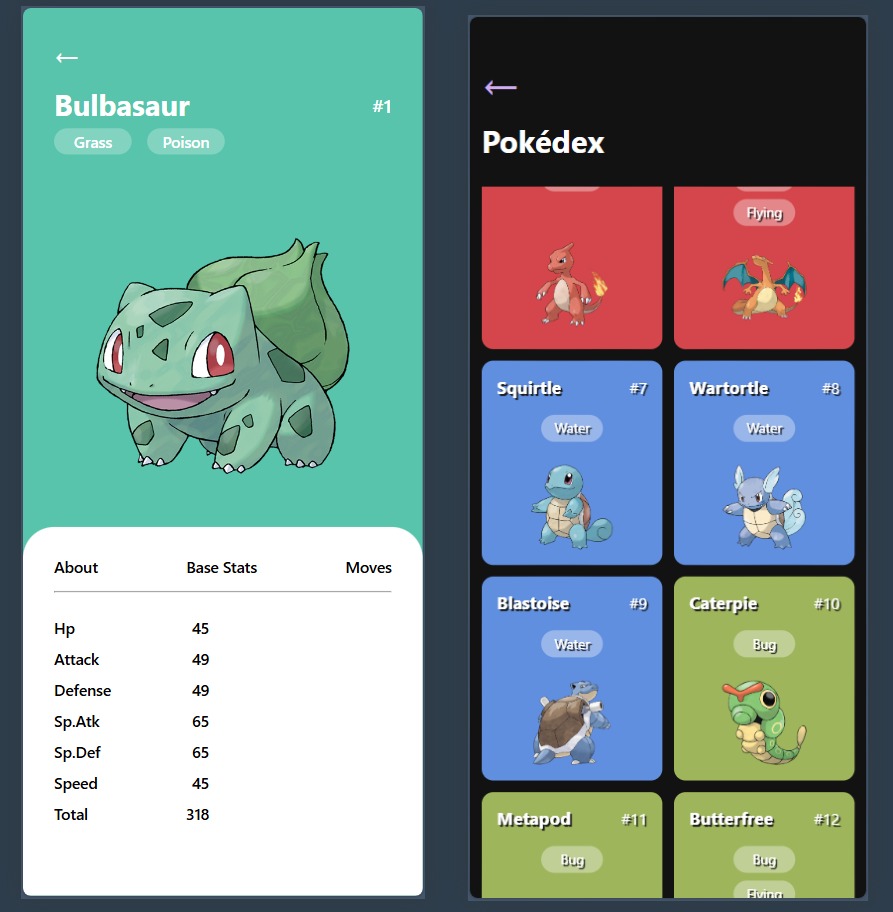 ←
Bulbasaur #1
Grass Poison
About Base Stats Moves
Hp 45
Attack 49
Defense 49
Sp.Atk 65
Sp.Def 65
Speed 45
Total 318
←
Pokédex
Flying
Squirtle #7 Wartortle #8
Water Water
Blastoise #9 Caterpie #10
Water Bug
Metapod #11 Butterfree #12
Bug Bug
Flying